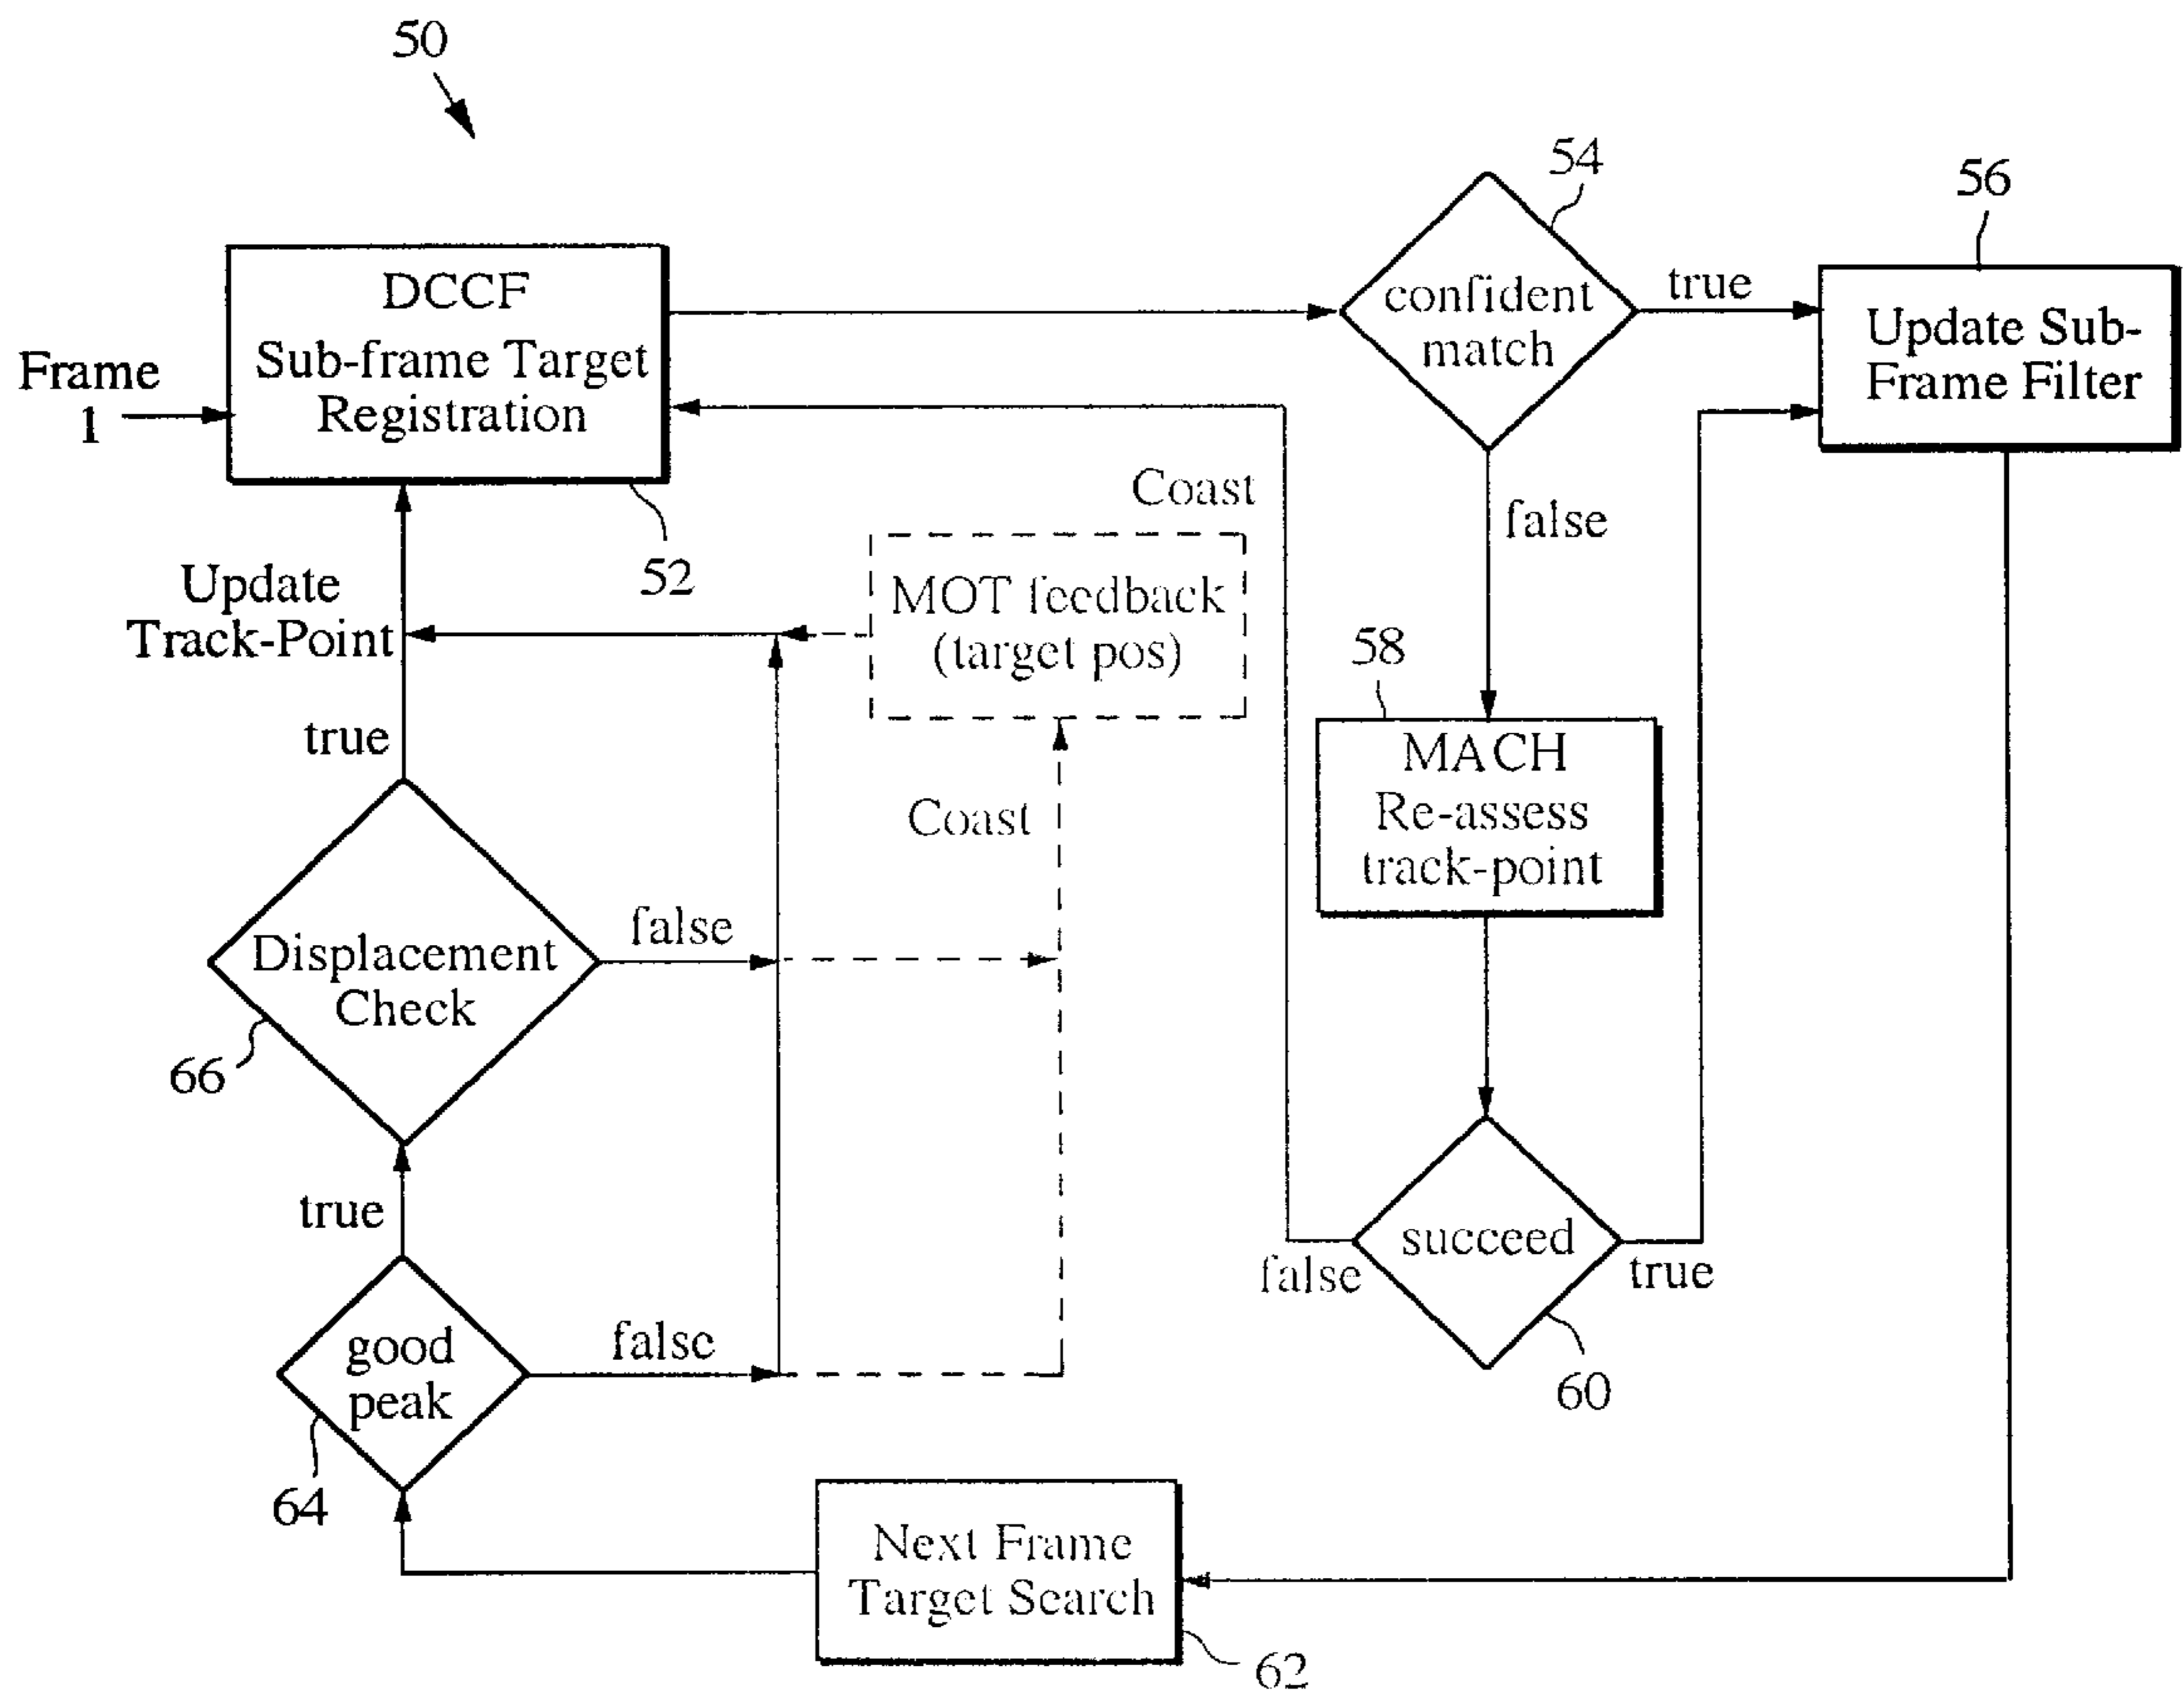 50
54
56
DCCF
Sub-frame Target
Registration
confident
match
true
Update Sub-
Frame Filter
Frame
1
Coast
false
52
Update
Track-Point
MOT feedback
(target pos)
58
true
MACH
Re-assess
track-point
Coast
false
Displacement
Check
66
true
succeed
false
true
good
peak
false
60
64
Next Frame
Target Search
62